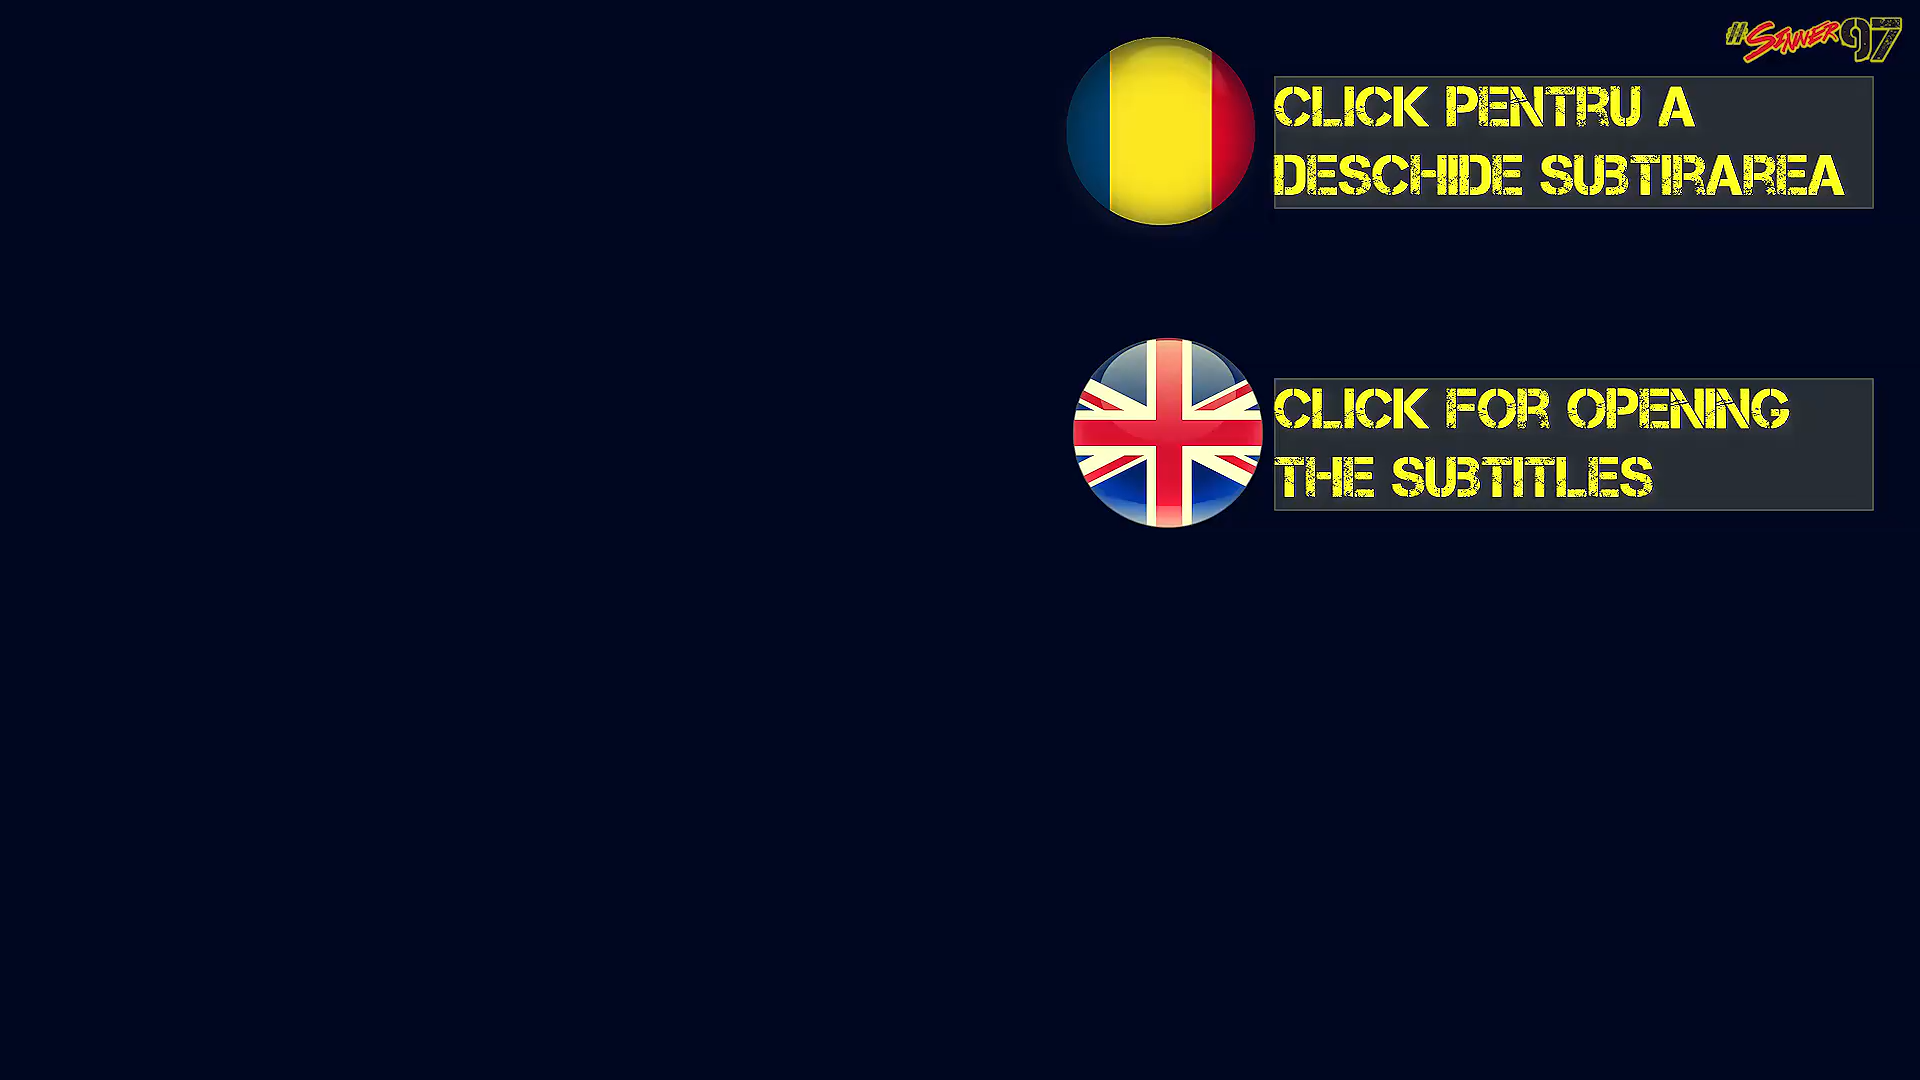 #SINNER97
CLICK PENTRU A
DESCHIDE SUBTIRAREA
CLICK FOR OPENING
THE SUBTITLES